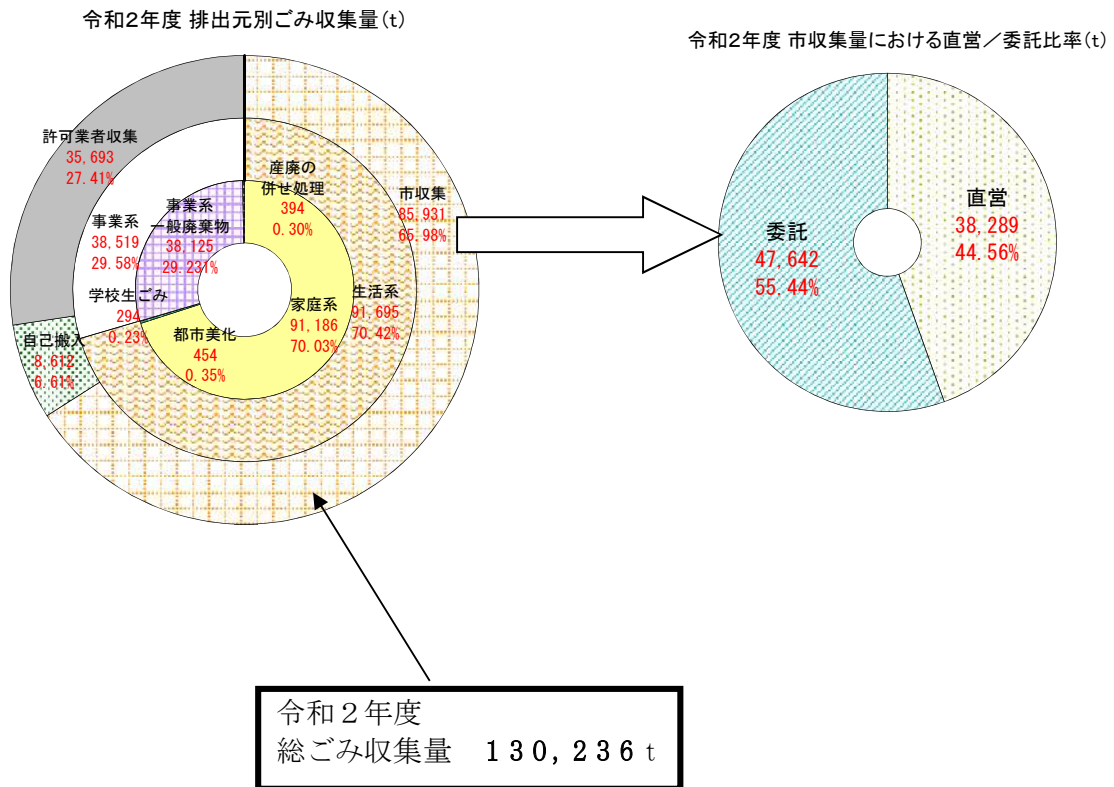 令和2年度 排出元別ごみ収集量(t)
令和2年度 市収集量における直営／委託比率(t)
許可業者収集
35,693
27.41%
事業系
38,519
29.58%
事業系
一般廃棄物
38,125
29.231%
産廃の
併せ処理
394
0.30%
市収集
85,931
65.98%
学校生ごみ
294
0.23%
自己搬入
8,612
6.61%
都市美化
454
0.35%
家庭系
91,186
70.03%
生活系
91,695
70.42%
委託
47,642
55.44%
直営
38,289
44.56%
令和２年度
総ごみ収集量　１３０,２３６ｔ